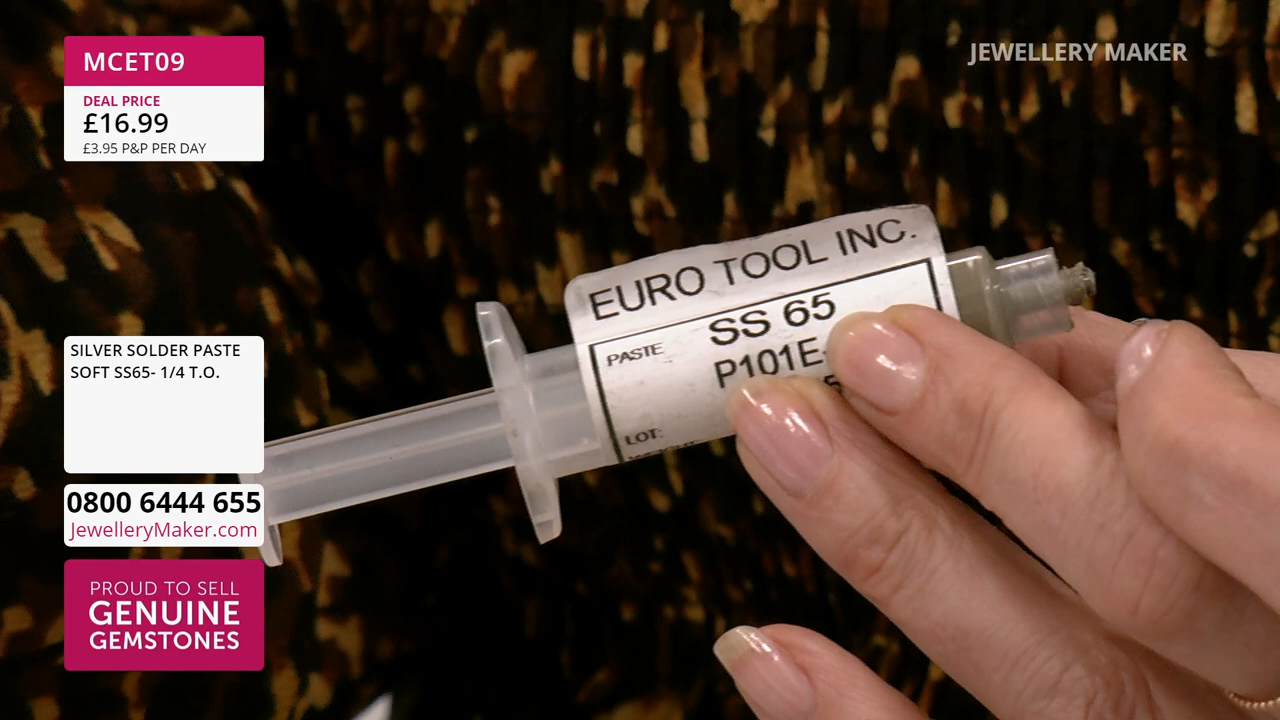 MCET09
DEAL PRICE
£16.99
£3.95 P&P PER DAY
JEWELLERY MAKER
SILVER SOLDER PASTE
SOFT SS65- 1/4 T.O.
0800 6444 655
JewelleryMaker.com
PROUD TO SELL
GENUINE
GEMSTONES
EURO TOOL INC.
SS 65
PASTE
P101E
LOT: